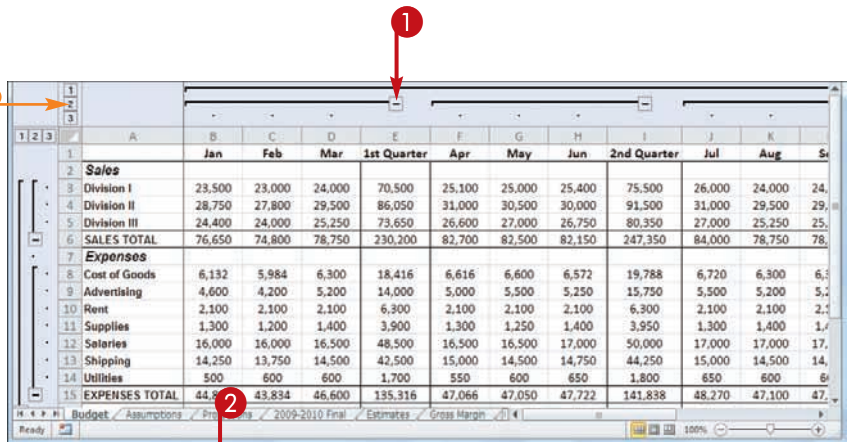 1
1
2
3
1 2 3 A B C D E F G H I J K
1 Jan Feb Mar 1st Quarter Apr May Jun 2nd Quarter Jul Aug
2 Sales
3 Division I 23,500 23,000 24,000 70,500 25,100 25,000 25,400 75,500 26,000 24,000 24,
4 Division II 28,750 27,800 29,500 86,050 31,000 30,500 30,000 91,500 31,000 29,500 29,
5 Division III 24,400 24,000 25,250 73,650 26,600 27,000 26,750 80,350 27,000 25,250 25,
6 SALES TOTAL 76,650 74,800 78,750 230,200 82,700 82,500 82,150 247,350 84,000 78,750 78,
7 Expenses
8 Cost of Goods 6,132 5,984 6,300 18,416 6,616 6,600 6,572 19,788 6,720 6,300
9 Advertising 4,600 4,200 5,200 14,000 5,000 5,500 5,250 15,750 5,500 5,200
10 Rent 2,100 2,100 2,100 6,300 2,100 2,100 2,100 6,300 2,100 2,100
11 Supplies 1,300 1,200 1,400 3,900 1,300 1,250 1,400 3,950 1,300 1,400
12 Salaries 16,000 16,000 16,500 48,500 16,500 16,500 17,000 50,000 17,000 17,000 17,
13 Shipping 14,250 13,750 14,500 42,500 15,000 14,500 14,750 44,250 15,000 14,500 14,
14 Utilities 500 600 600 1,700 550 600 650 1,800 650 600
15 EXPENSES TOTAL 43,834 46,600 135,316 47,066 47,050 47,722 141,838 48,270 47,100 47,
2
Budget Assumptions 2009-2010 Final Estimates Gross Margin
Ready 100%